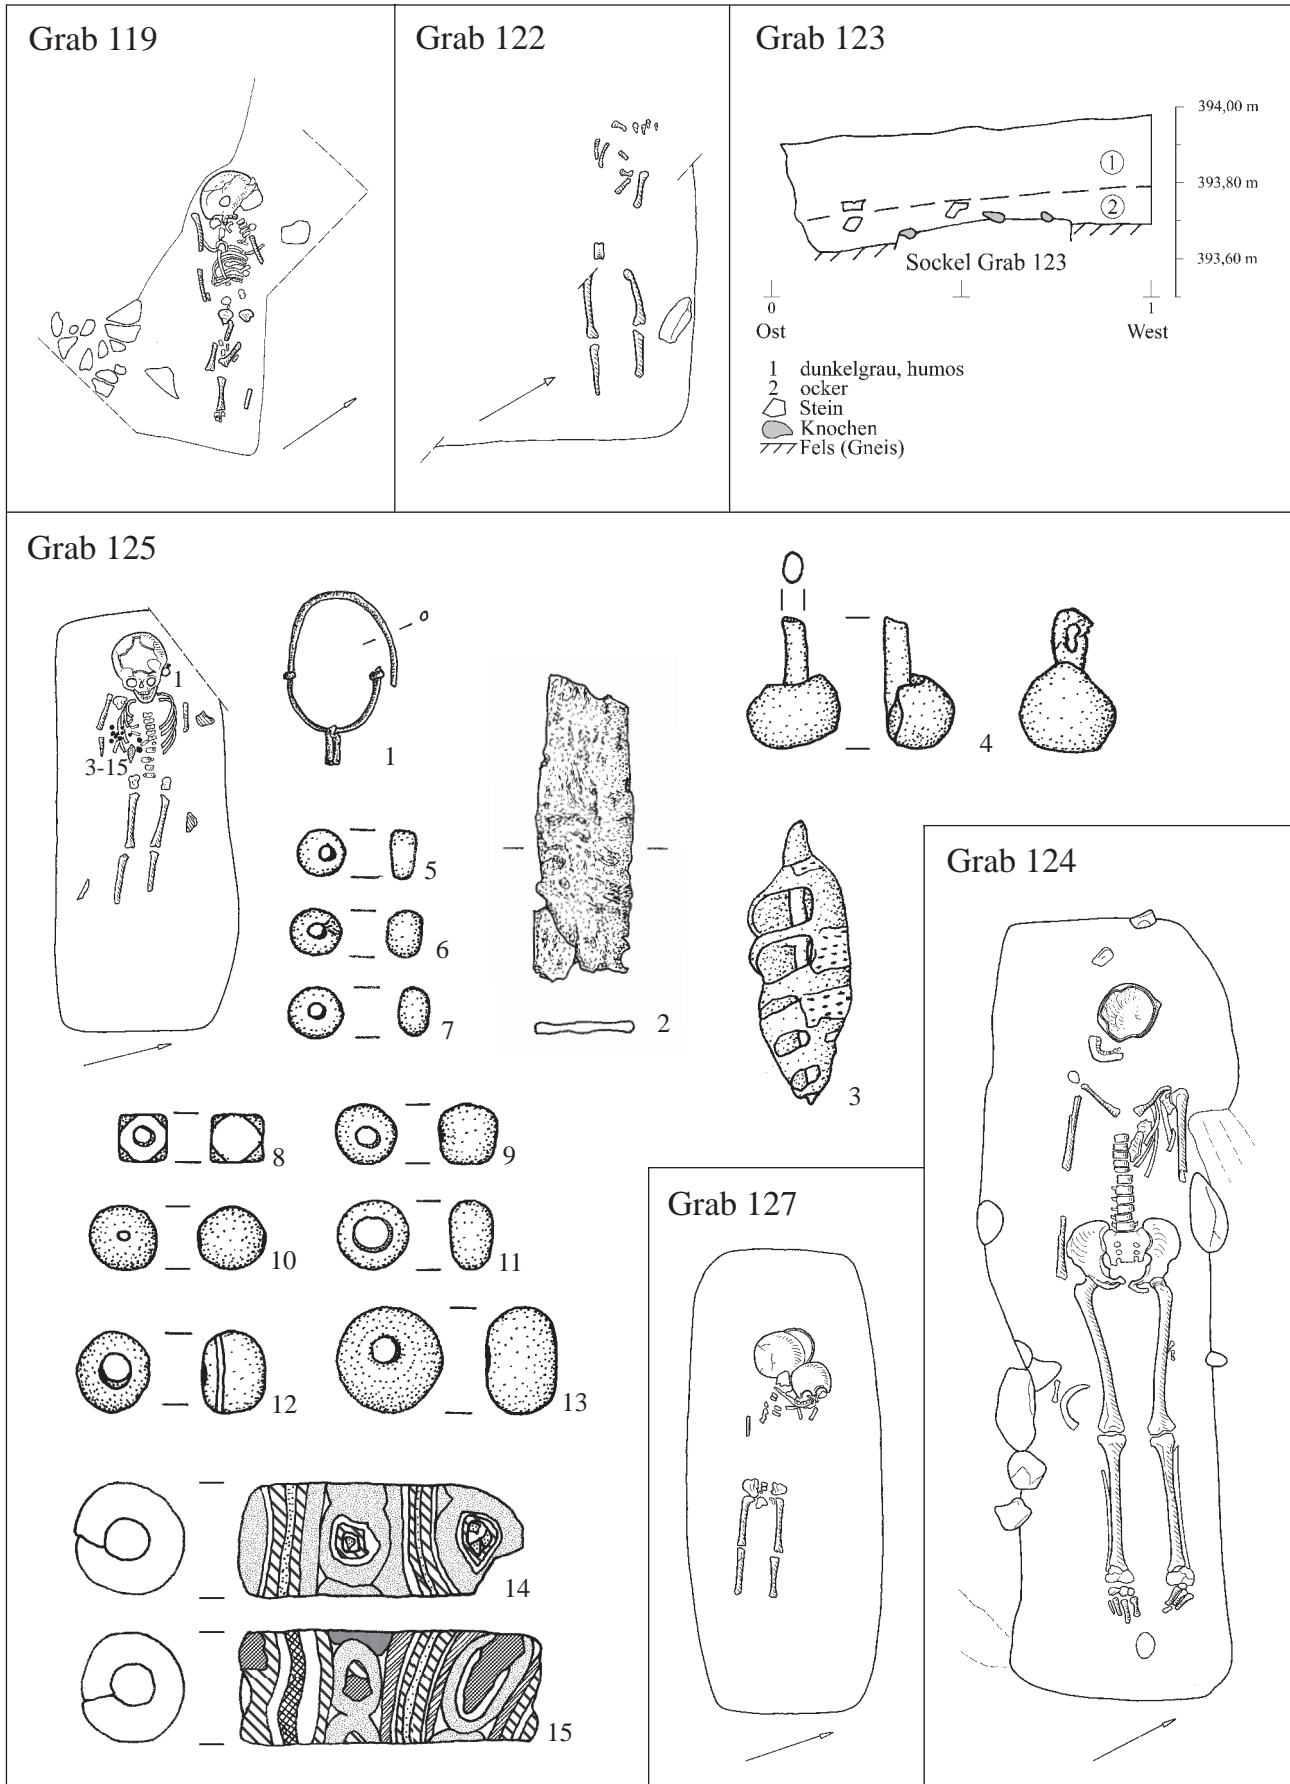 Grab 119
Grab 122
Grab 123
394,00 m
1
393,80 m
2
393,60 m
Sockel Grab 123
0
1
Ost
West
1 dunkelgrau, humos
2 ocker
Stein
Knochen
Fels (Gneis)
Grab 125
1
3-15
1
2
4
5
6
7
3
8
9
10
11
12
13
14
15
Grab 124
Grab 127